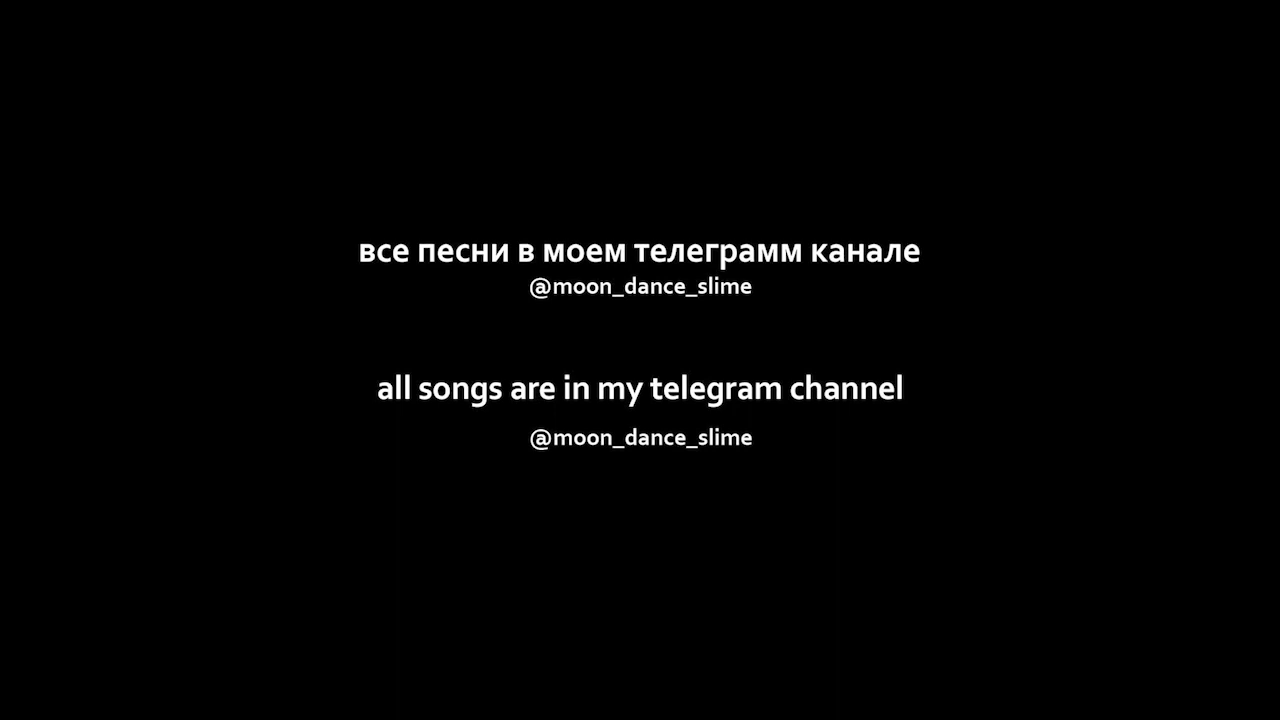 все песни в моем телеграмм канале
@moon_dance_slime
all songs are in my telegram channel
@moon_dance_slime